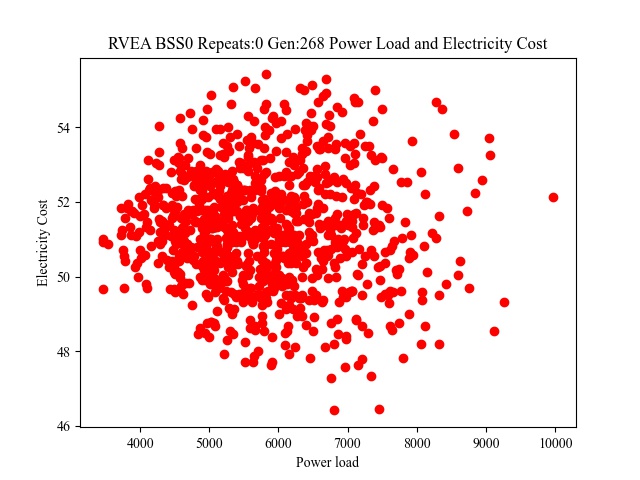 RVEA BSS0 Repeats:0 Gen:268 Power Load and Electricity Cost
Electricity Cost
54
52
50
48
46
4000 5000 6000 7000 8000 9000 10000
Power load